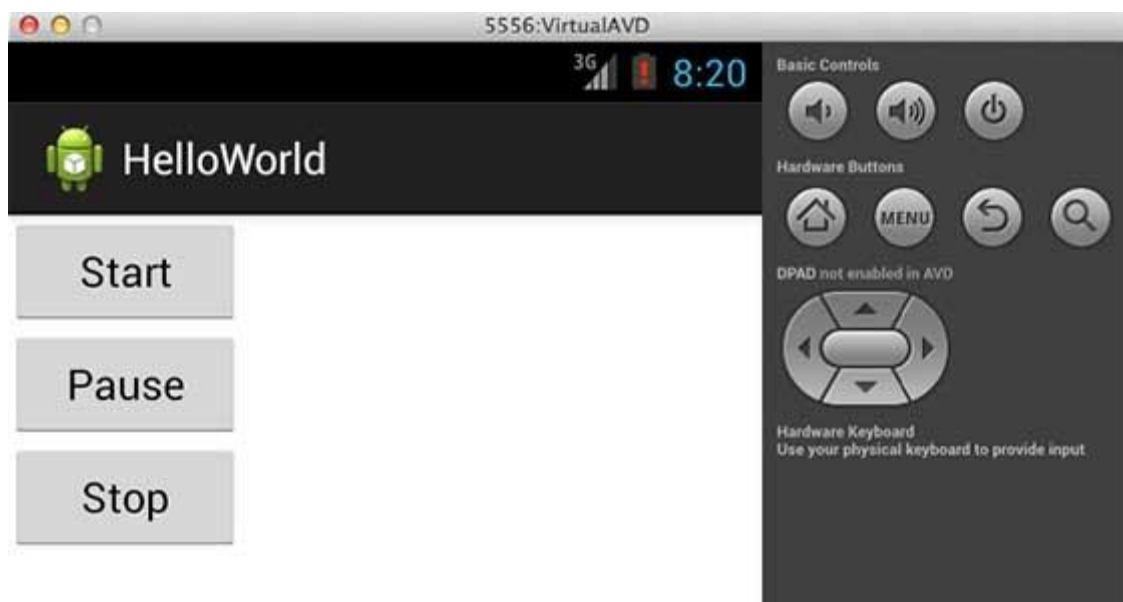 5556:VirtualAVD
3G 8:20
HelloWorld
Start
Pause
Stop
Basic Controls
Hardware Buttons
MENU
DPAD not enabled in AVD
Hardware Keyboard
Use your physical keyboard to provide input